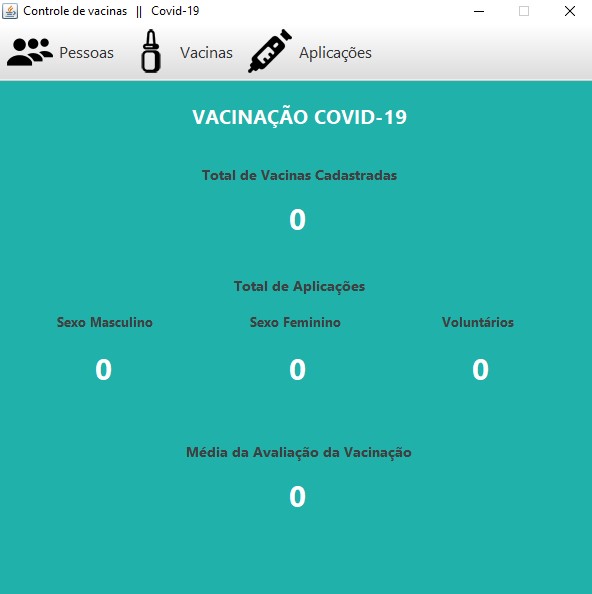 Controle de vacinas || Covid-19
Pessoas Vacinas Aplicações
VACINAÇÃO COVID-19
Total de Vacinas Cadastradas
0
Total de Aplicações
Sexo Masculino Sexo Feminino Voluntários
0 0 0
Média da Avaliação da Vacinação
0